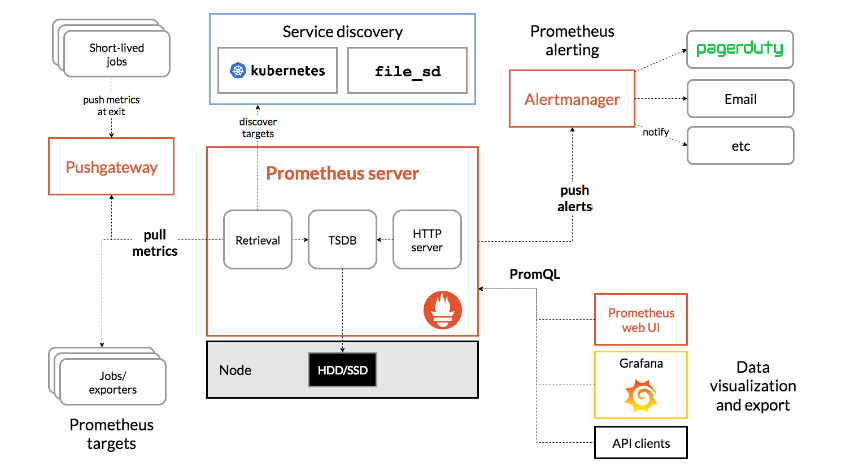 Short-lived
jobs
push metrics
at exit
Pushgateway
pull
metrics
Jobs/
exporters
Prometheus
targets
Service discovery
kubernetes
file_sd
discover
targets
Prometheus server
Retrieval
TSDB
HTTP
server
Node
HDD/SSD
Prometheus
alerting
Alertmanager
pagerduty
Email
etc
notify
push
alerts
PromQL
Prometheus
web UI
Grafana
API clients
Data
visualization
and export